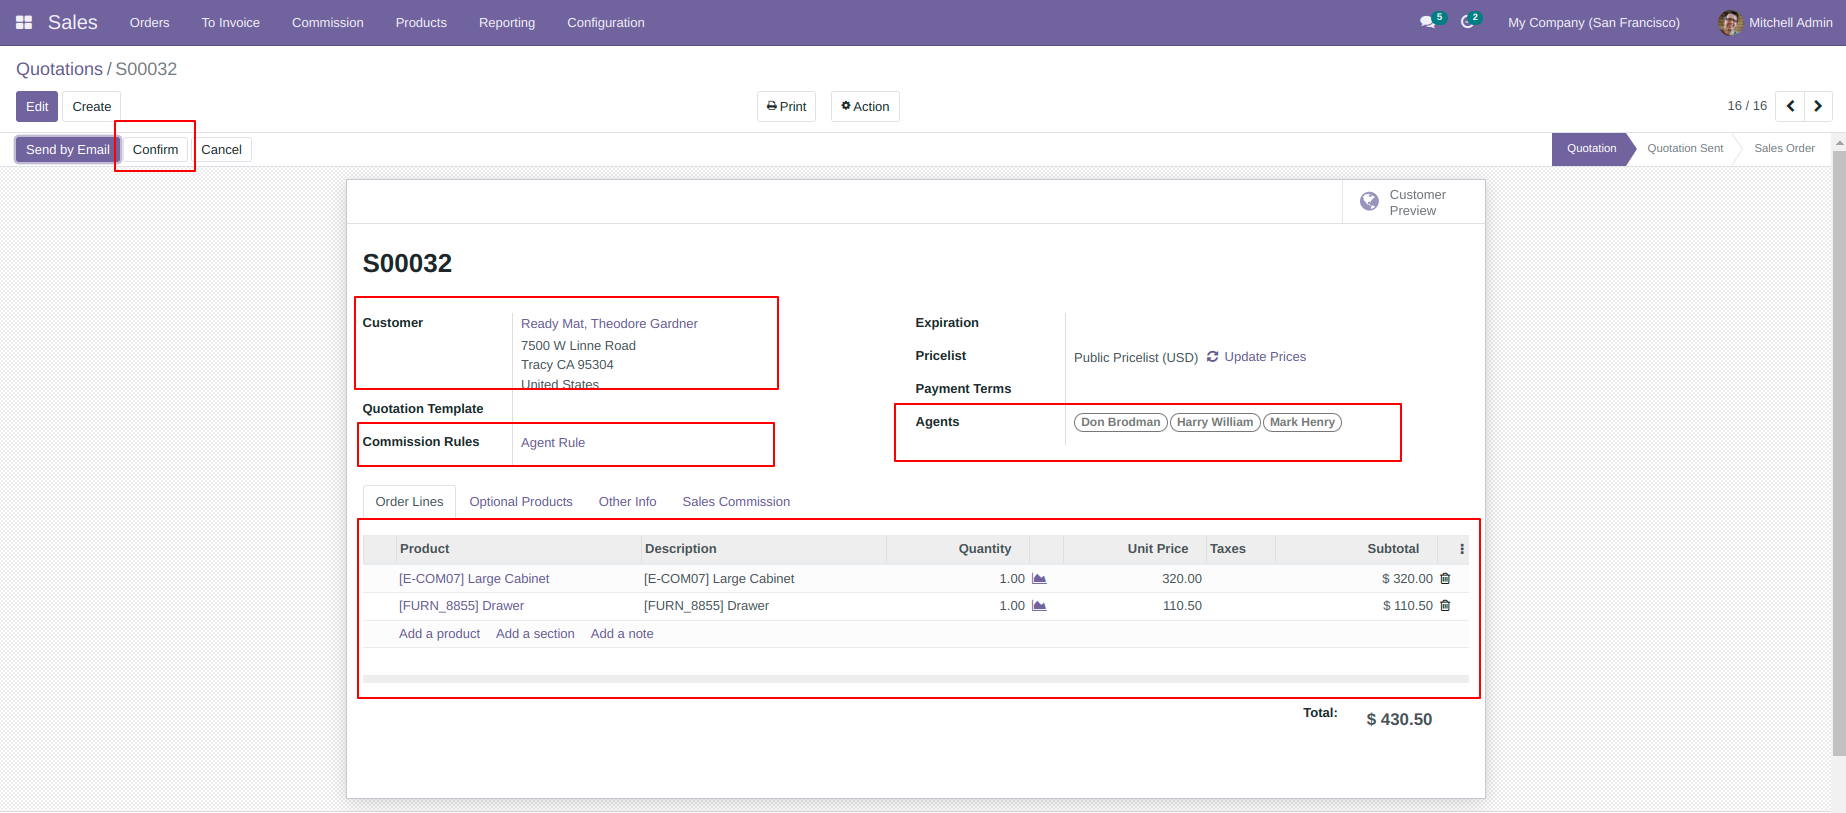 Sales Orders To Invoice Commission Products Reporting Configuration 5 2 My Company (San Francisco) Mitchell Admin
Quotations / S00032
Edit Create Print Action 16 / 16
Send by Email Confirm Cancel Quotation Quotation Sent Sales Order
Customer
Preview
S00032
Customer Ready Mat, Theodore Gardner Expiration
7500 W Linne Road
Tracy CA 95304 Pricelist Public Pricelist (USD) Update Prices
United States Payment Terms
Quotation Template Agents Don Brodman Harry William Mark Henry
Commission Rules Agent Rule
Order Lines Optional Products Other Info Sales Commission
Product Description Quantity Unit Price Taxes Subtotal
[E-COM07] Large Cabinet [E-COM07] Large Cabinet 1.00 320.00 $ 320.00
[FURN_8855] Drawer [FURN_8855] Drawer 1.00 110.50 $ 110.50
Add a product Add a section Add a note
Total: $ 430.50